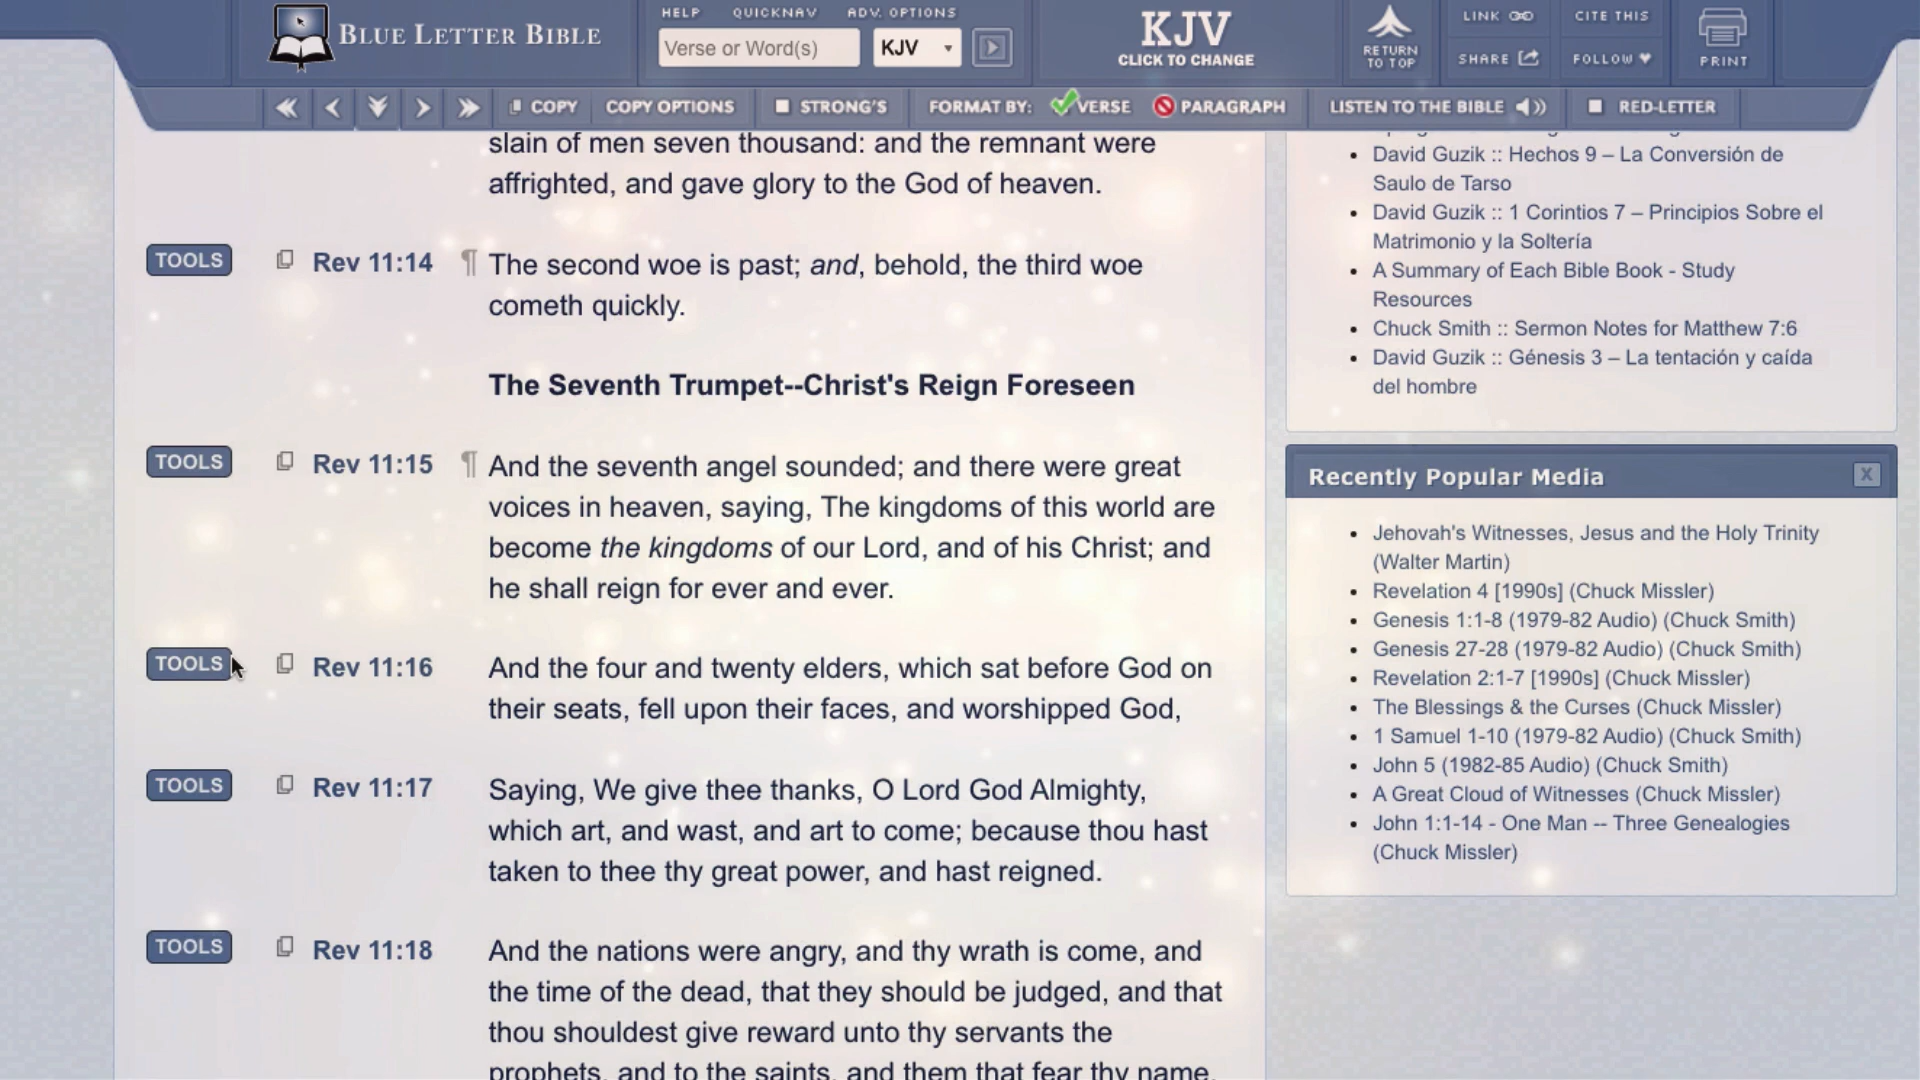 BLUE LETTER BIBLE
HELP QUICKNAV ADV. OPTIONS
Verse or Word(s) KJV
KJV
CLICK TO CHANGE
RETURN
TO TOP
LINK CITE THIS
SHARE FOLLOW
PRINT
COPY COPY OPTIONS STRONG'S FORMAT BY: VERSE PARAGRAPH LISTEN TO THE BIBLE RED-LETTER
slain of men seven thousand: and the remnant were
affrighted, and gave glory to the God of heaven.
TOOLS Rev 11:14 ¶ The second woe is past; and, behold, the third woe
cometh quickly.
The Seventh Trumpet--Christ's Reign Foreseen
TOOLS Rev 11:15 ¶ And the seventh angel sounded; and there were great
voices in heaven, saying, The kingdoms of this world are
become the kingdoms of our Lord, and of his Christ; and
he shall reign for ever and ever.
TOOLS Rev 11:16 And the four and twenty elders, which sat before God on
their seats, fell upon their faces, and worshipped God,
TOOLS Rev 11:17 Saying, We give thee thanks, O Lord God Almighty,
which art, and wast, and art to come; because thou hast
taken to thee thy great power, and hast reigned.
TOOLS Rev 11:18 And the nations were angry, and thy wrath is come, and
the time of the dead, that they should be judged, and that
thou shouldest give reward unto thy servants the
prophets, and to the saints, and them that fear thy name,
• David Guzik :: Hechos 9 – La Conversión de
Saulo de Tarso
• David Guzik :: 1 Corintios 7 – Principios Sobre el
Matrimonio y la Soltería
• A Summary of Each Bible Book - Study
Resources
• Chuck Smith :: Sermon Notes for Matthew 7:6
• David Guzik :: Génesis 3 – La tentación y caída
del hombre
Recently Popular Media X
• Jehovah's Witnesses, Jesus and the Holy Trinity
(Walter Martin)
• Revelation 4 [1990s] (Chuck Missler)
• Genesis 1:1-8 (1979-82 Audio) (Chuck Smith)
• Genesis 27-28 (1979-82 Audio) (Chuck Smith)
• Revelation 2:1-7 [1990s] (Chuck Missler)
• The Blessings & the Curses (Chuck Missler)
• 1 Samuel 1-10 (1979-82 Audio) (Chuck Smith)
• John 5 (1982-85 Audio) (Chuck Smith)
• A Great Cloud of Witnesses (Chuck Missler)
• John 1:1-14 - One Man -- Three Genealogies
(Chuck Missler)